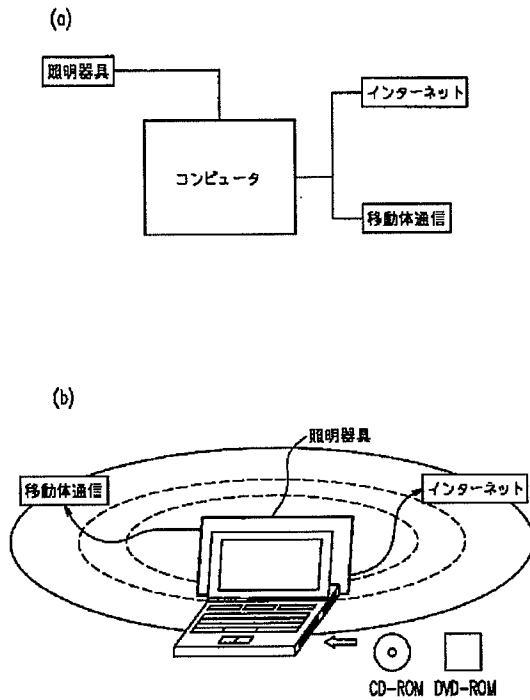 (a)
照明器具
インターネット
コンピュータ
移動体通信
(b)
照明器具
移動体通信
インターネット
CD-ROM DVD-ROM